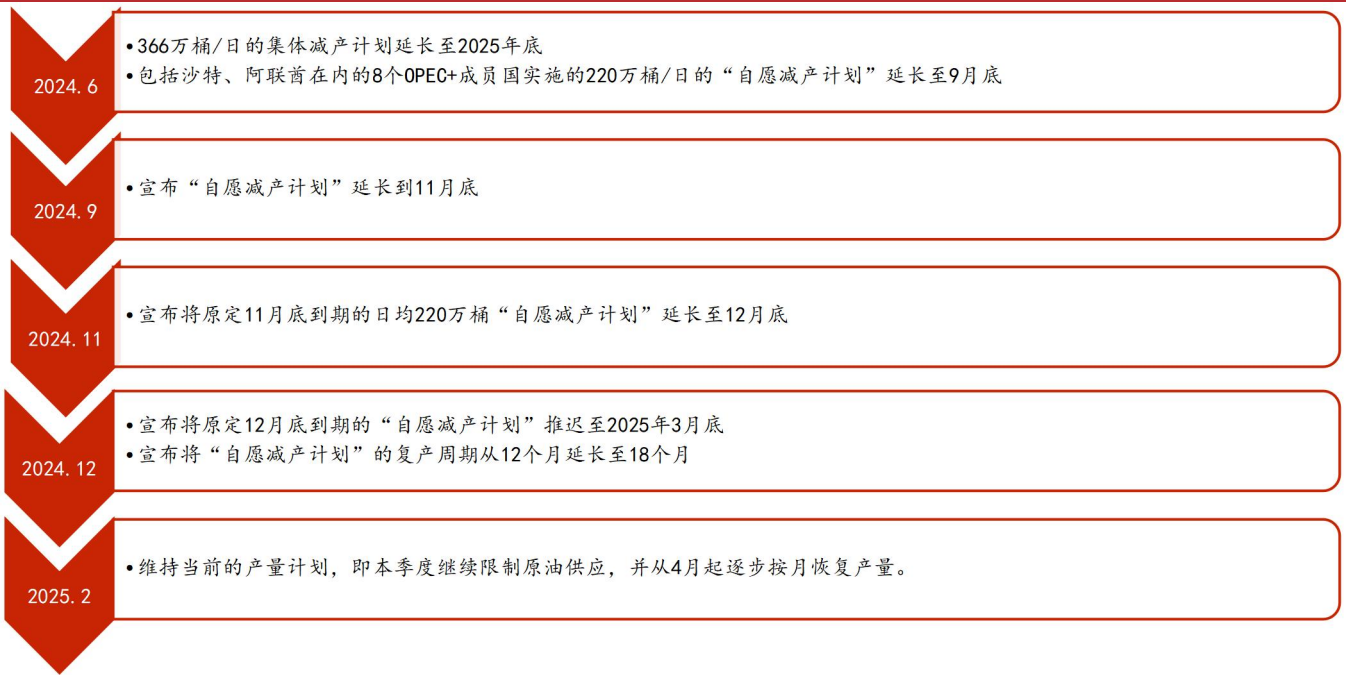 2024.6
•366万桶/日的集体减产计划延长至2025年底
•包括沙特、阿联酋在内的8个OPEC+成员国实施的220万桶/日的“自愿减产计划”延长至9月底
2024.9
•宣布“自愿减产计划”延长到11月底
2024.11
•宣布将原定11月底到期的日均220万桶“自愿减产计划”延长至12月底
2024.12
•宣布将原定12月底到期的“自愿减产计划”推迟至2025年3月底
•宣布将“自愿减产计划”的复产周期从12个月延长至18个月
2025.2
•维持当前的产量计划，即本季度继续限制原油供应，并从4月起逐步按月恢复产量。